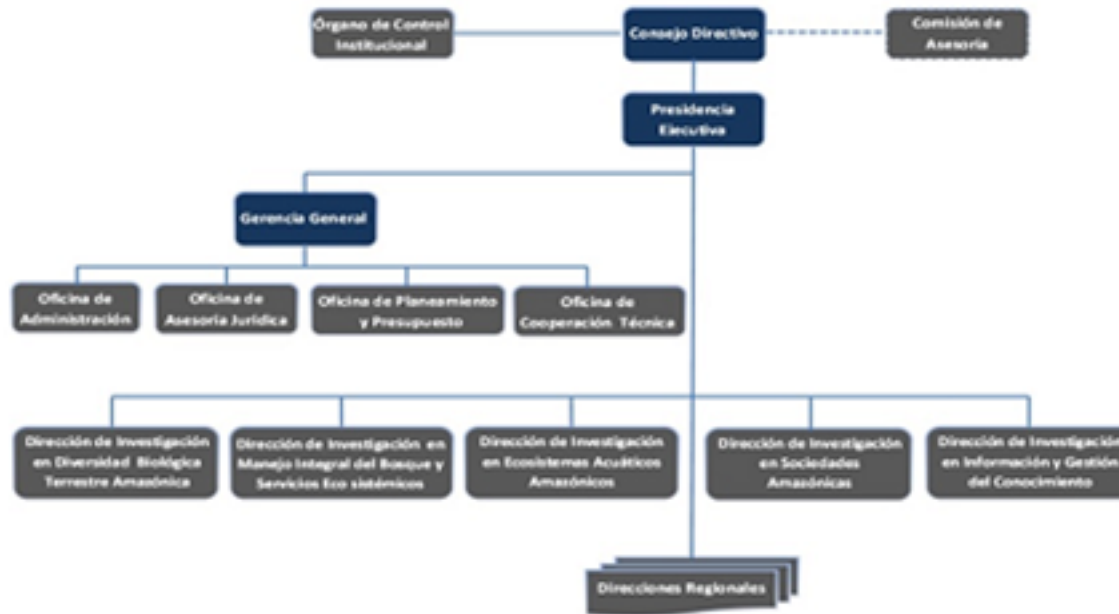 Órgano de Control
Institucional
Consejo Directivo
Comisión de
Asesoría
Presidencia
Ejecutiva
Gerencia General
Oficina de
Administración
Oficina de
Asesoría Jurídica
Oficina de Planeamiento
y Presupuesto
Oficina de
Cooperación Técnica
Dirección de Investigación
en Diversidad Biológica
Terrestre Amazónica
Dirección de Investigación en
Manejo Integral del Bosque y
Servicios Eco sistémicos
Dirección de Investigación
en Ecosistemas Acuáticos
Amazónicos
Dirección de Investigación
en Sociedades
Amazónicas
Dirección de Investigación
en Información y Gestión
del Conocimiento
Direcciones Regionales